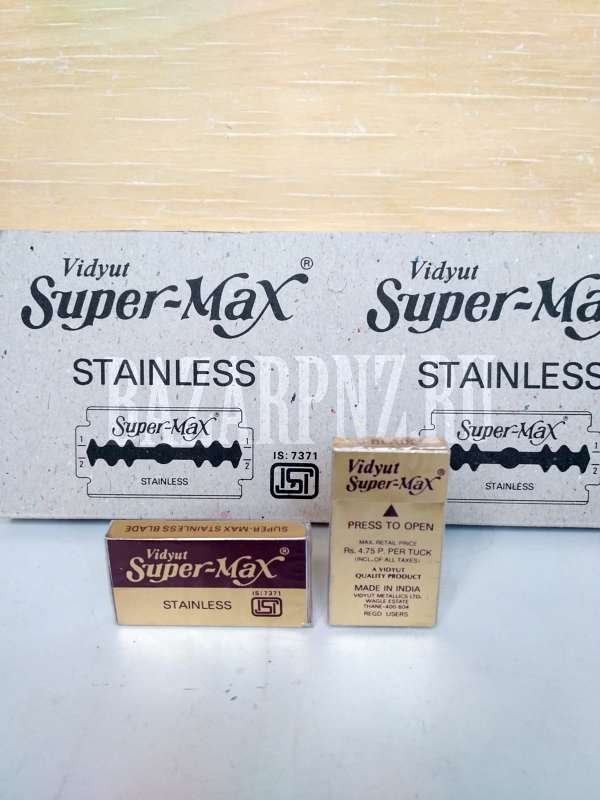 Vidyut
Super-Max®
STAINLESS
Super-Max
1 1
2 2
STAINLESS
IS: 7371
ISI
Vidyut
Super-Ma
STAINLESS
Super-Max
1
2
STAINLESS
BAZARPNZ.RU
SUPER-MAX STAINLESS BLADE
Vidyut
Super-Max®
STAINLESS
IS: 7371
ISI
BLADE
Vidyut
Super-Max®
PRESS TO OPEN
MAX. RETAIL PRICE
Rs. 4.75 P. PER TUCK
(INCL. OF ALL TAXES)
A VIDYUT
QUALITY PRODUCT
MADE IN INDIA
VIDYUT METALLICS LTD.
WAGLE ESTATE
THANE-400 604
REGD USERS